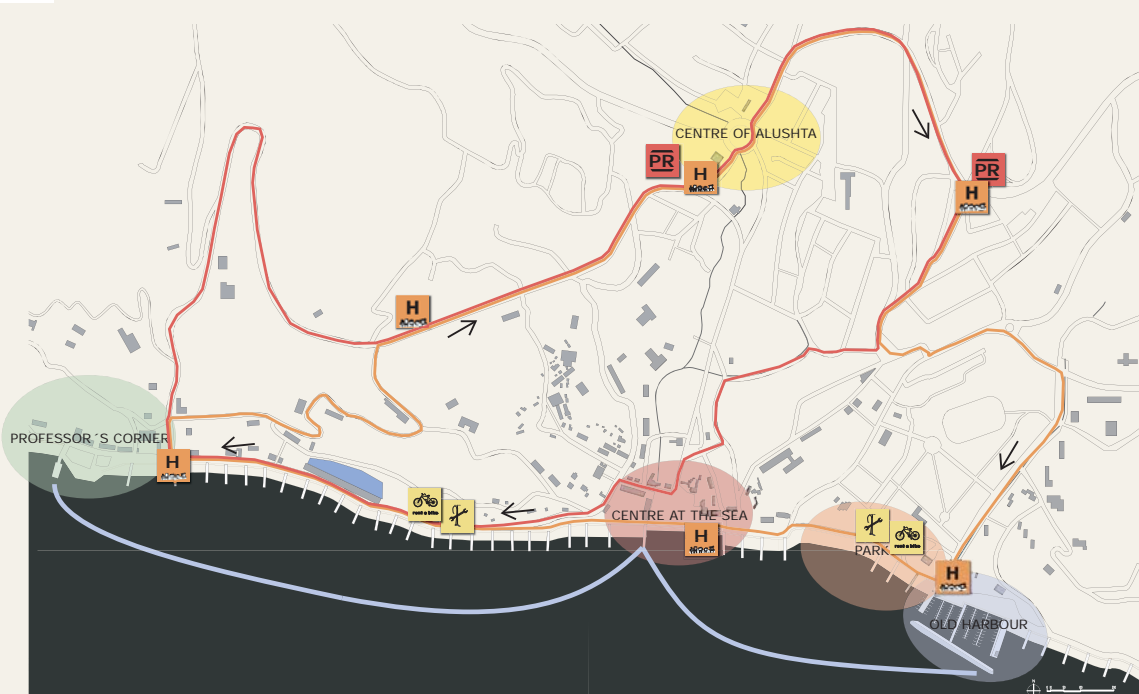 CENTRE OF ALUSHTA
PR
H
PR
H
H
PROFESSOR´S CORNER
H
rent a bike
CENTRE AT THE SEA
H
rent a bike
PARK
H
OLD HARBOUR